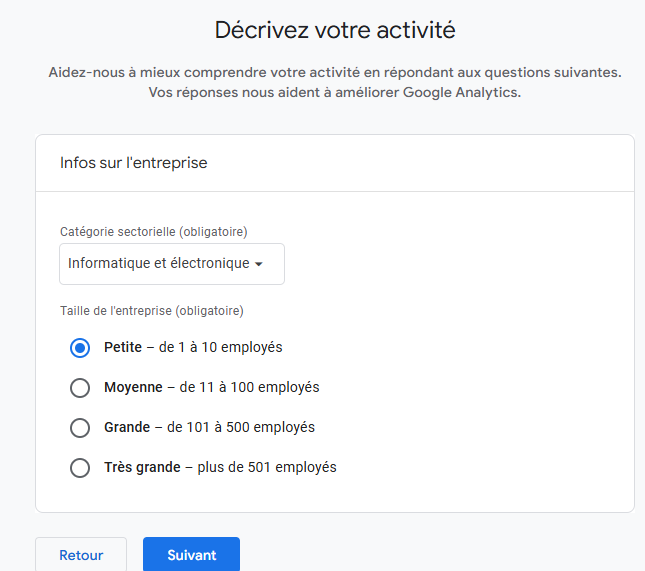 Décrivez votre activité
Aidez-nous à mieux comprendre votre activité en répondant aux questions suivantes.
Vos réponses nous aident à améliorer Google Analytics.
Infos sur l'entreprise
Catégorie sectorielle (obligatoire)
Informatique et électronique
Taille de l'entreprise (obligatoire)
Petite – de 1 à 10 employés
Moyenne – de 11 à 100 employés
Grande – de 101 à 500 employés
Très grande – plus de 501 employés
Retour
Suivant